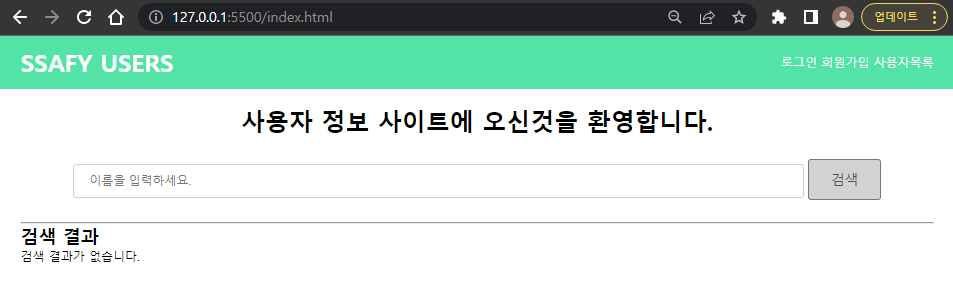 127.0.0.1:5500/index.html
업데이트
SSAFY USERS
로그인 회원가입 사용자목록
사용자 정보 사이트에 오신것을 환영합니다.
이름을 입력하세요.
검색
검색 결과
검색 결과가 없습니다.